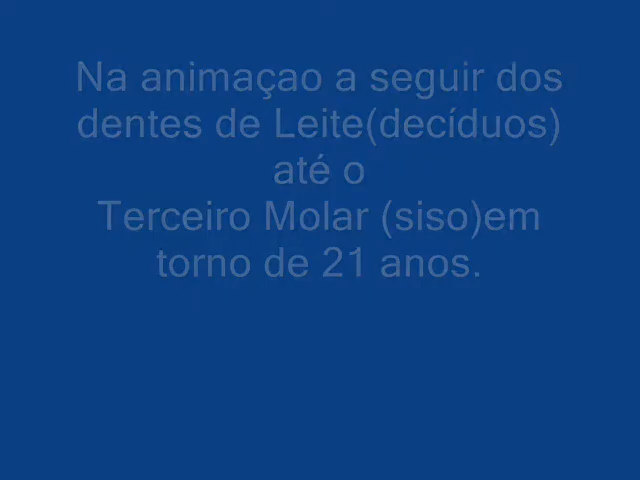 Na animaçao a seguir dos
dentes de Leite(decíduos)
até o
Terceiro Molar (siso)em
torno de 21 anos.